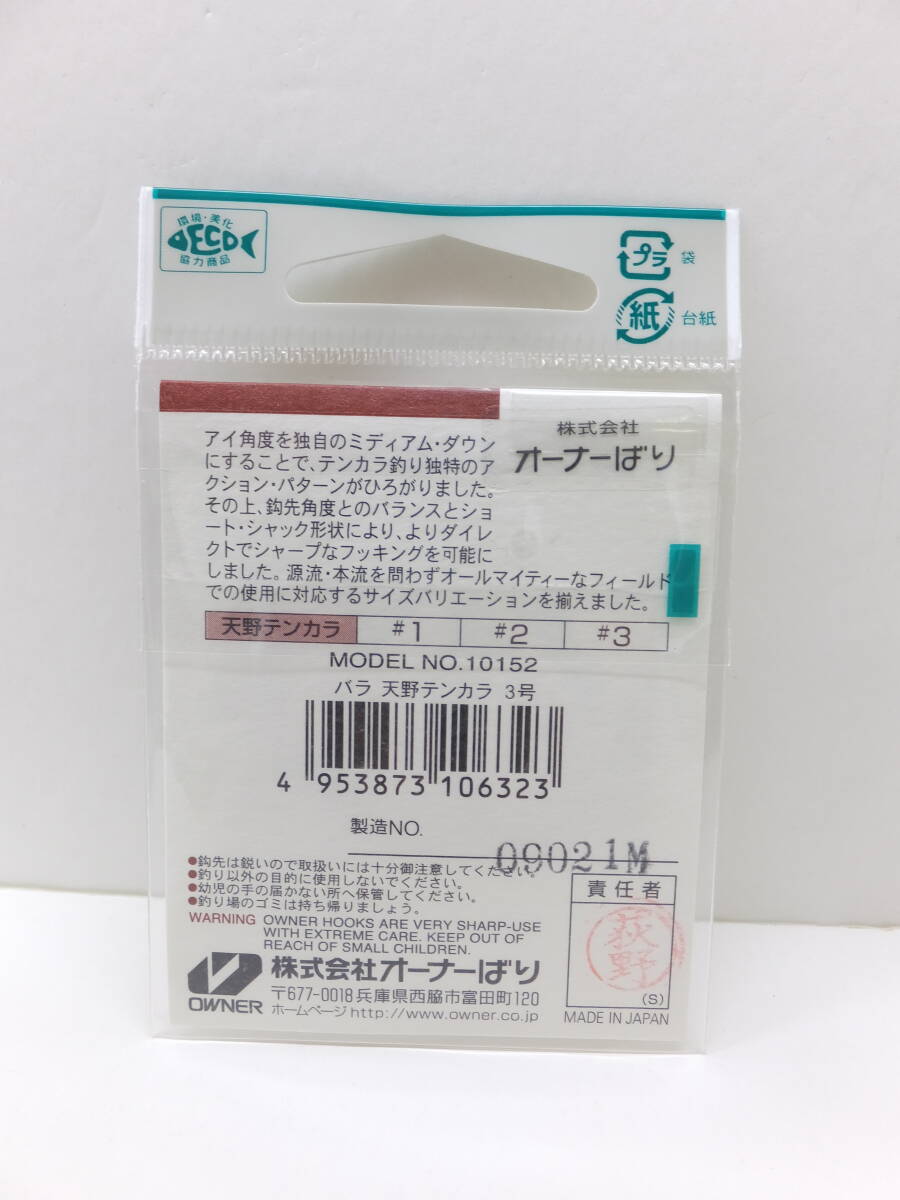 環境・美化
ECO
協力商品
プラ
袋
紙
台紙
株式会社
オーナーばり
アイ角度を独自のミディアム・ダウン
にすることで、テンカラ釣り独特のア
クション・パターンがひろがりました。
その上、鈎先角度とのバランスとショ
ート・シャック形状により、よりダイレ
クトでシャープなフッキングを可能に
しました。源流・本流を問わずオールマイティーなフィールド
での使用に対応するサイズバリエーションを揃えました。
天野テンカラ #1 #2 #3
MODEL NO.10152
バラ 天野テンカラ 3号
4 953873 106323
製造NO.
09021M
●鈎先は鋭いので取扱いには十分御注意してください。
●釣り以外の目的に使用しないでください。
●幼児の手の届かない所へ保管してください。
●釣り場のゴミは持ち帰りましょう。
WARNING OWNER HOOKS ARE VERY SHARP-USE
WITH EXTREME CARE. KEEP OUT OF
REACH OF SMALL CHILDREN.
責任者
荻野
(S)
OWNER
株式会社オーナーばり
〒677-0018 兵庫県西脇市富田町120
ホームページ http://www.owner.co.jp
MADE IN JAPAN